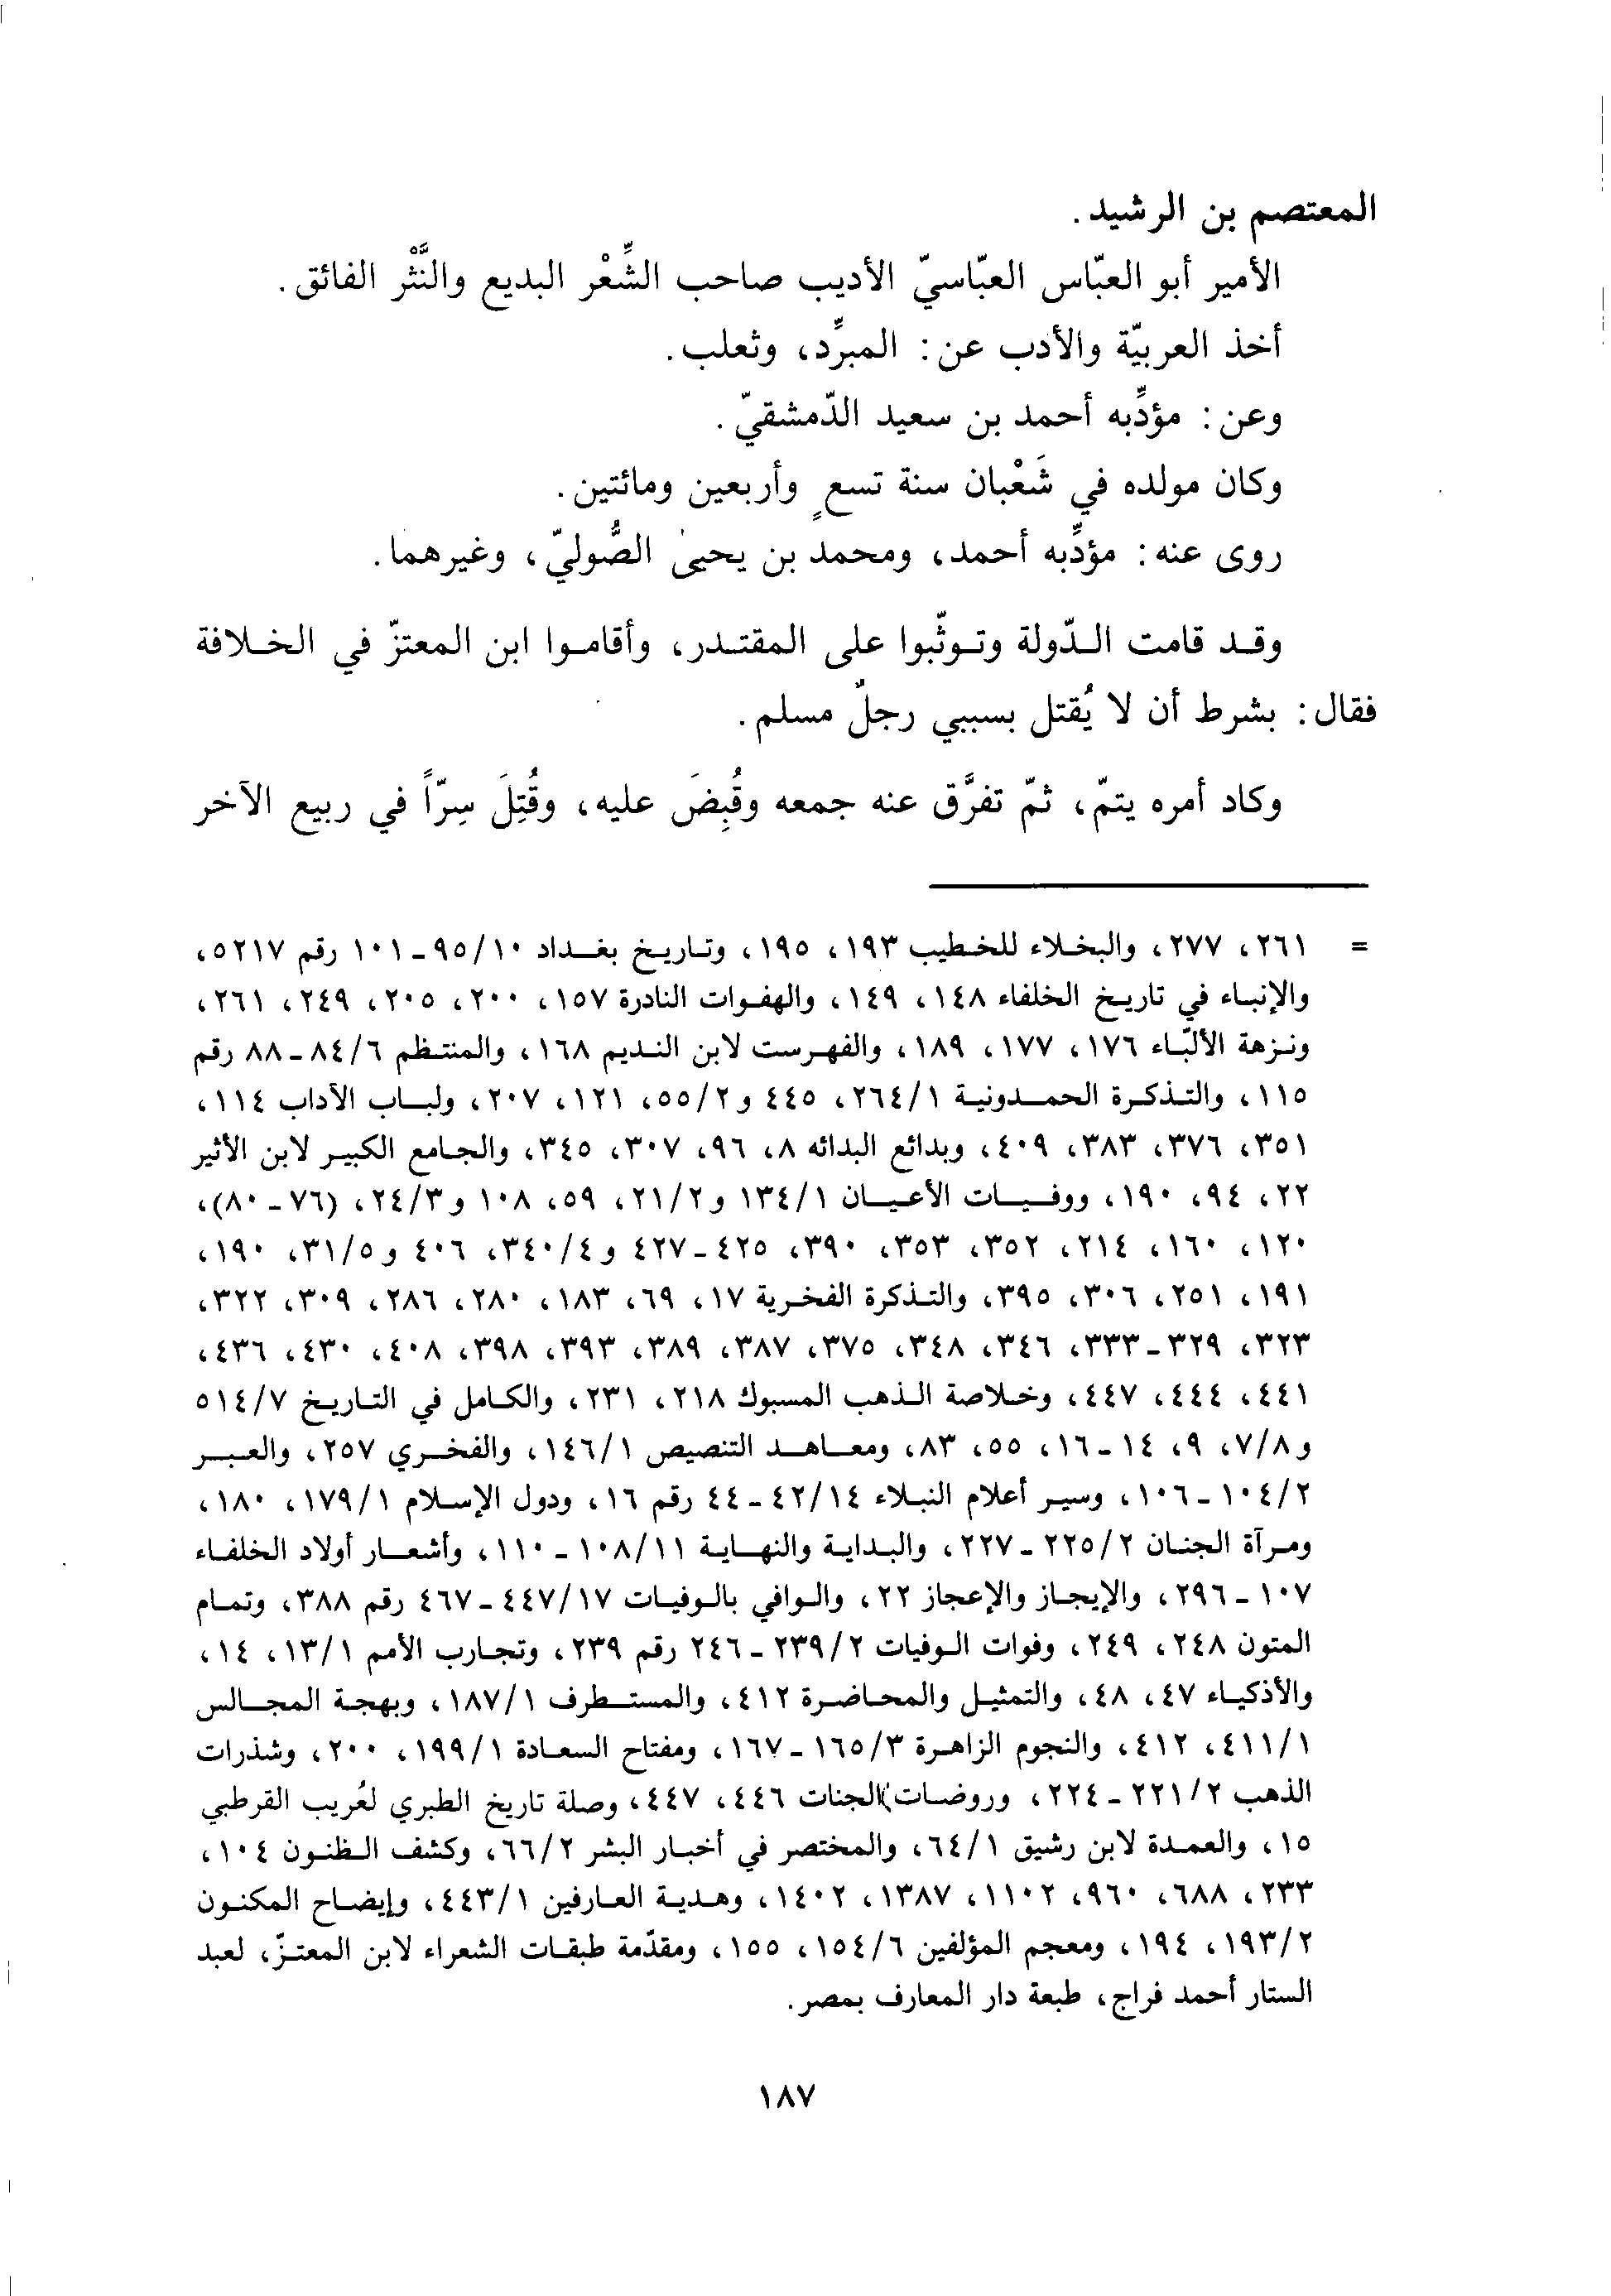 المعتصم بن الرشيد.
الأمير أبو العبّاس العبّاسيّ الأديب صاحب الشِّعْر البديع والنَّثْر الفائق.
أخذ العربيّة والأدب عن: المبرِّد، وثعلب.
وعن: مؤدِّبه أحمد بن سعيد الدّمشقيّ.
وكان مولده في شَعْبان سنة تسعٍ وأربعين ومائتين.
روى عنه: مؤدِّبه أحمد، ومحمد بن يحيىٰ الصُّوليّ، وغيرهما.
وقد قامت الدّولة وتوثّبوا على المقتدر، وأقاموا ابن المعتزّ في الخلافة
فقال: بشرط أن لا يُقتل بسببي رجلٌ مسلم.
وكاد أمره يتمّ، ثمّ تفرَّق عنه جمعه وقُبِضَ عليه، وقُتِلَ سِرّاً في ربيع الآخر
= ٢٦١، ٢٧٧، والبخلاء للخطيب ١٩٣، ١٩٥، وتاريخ بغداد ١٠/٩٥ـ١٠١ رقم ٥٢١٧،
والإنباء في تاريخ الخلفاء ١٤٨، ١٤٩، والهفوات النادرة ١٥٧، ٢٠٠، ٢٠٥، ٢٤٩، ٢٦١،
ونزهة الألبّاء ١٧٦، ١٧٧، ١٨٩، والفهرست لابن النديم ١٦٨، والمنتظم ٦/٨٤ـ٨٨ رقم
١١٥، والتذكرة الحمدونية ١/٢٦٤، ٤٤٥ و٢/٥٥، ١٢١، ٢٠٧، ولباب الآداب ١١٤،
٣٥١، ٣٧٦، ٣٨٣، ٤٠٩، وبدائع البدائه ٨، ٩٦، ٣٠٧، ٣٤٥، والجامع الكبير لابن الأثير
٢٢، ٩٤، ١٩٠، ووفيات الأعيان ١/١٣٤ و٢/٢١، ٥٩، ١٠٨ و٣/٢٤، (٧٦ـ٨٠)،
١٢٠، ١٦٠، ٢١٤، ٣٥٢، ٣٥٣، ٣٩٠، ٤٢٥ـ٤٢٧ و٤/٣٤٠، ٤٠٦ و٥/٣١، ١٩٠،
١٩١، ٢٥١، ٣٠٦، ٣٩٥، والتذكرة الفخرية ١٧، ٦٩، ١٨٣، ٢٨٠، ٢٨٦، ٣٠٩، ٣٢٢،
٣٢٣، ٣٢٩ـ٣٣٣، ٣٤٦، ٣٤٨، ٣٧٥، ٣٨٧، ٣٨٩، ٣٩٣، ٣٩٨، ٤٠٨، ٤٣٠، ٤٣٦،
٤٤١، ٤٤٤، ٤٤٧، وخلاصة الذهب المسبوك ٢١٨، ٢٣١، والكامل في التاريخ ٧/٥١٤
و٧/٨، ٩، ١٤ـ١٦، ٥٥، ٨٣، ومعاهد التنصيص ١/١٤٦، والفخري ٢٥٧، والعبر
٢/١٠٤ـ١٠٦، وسير أعلام النبلاء ١٤/٤٢ـ٤٤ رقم ١٦، ودول الإسلام ١/١٧٩، ١٨٠،
ومرآة الجنان ٢/٢٢٥ـ٢٢٧، والبداية والنهاية ١١/١٠٨ـ١١٠، وأشعار أولاد الخلفاء
١٠٧ـ٢٩٦، والإيجاز والإعجاز ٢٢، والوافي بالوفيات ١٧/٤٤٧ـ٤٦٧ رقم ٣٨٨، وتمام
المتون ٢٤٨، ٢٤٩، وفوات الوفيات ٢/٢٣٩ـ٢٤٦ رقم ٢٣٩، وتجارب الأمم ١/١٣، ١٤،
والأذكياء ٤٧، ٤٨، والتمثيل والمحاضرة ٤١٢، والمستطرف ١/١٨٧، وبهجة المجالس
١/٤١١، ٤١٢، والنجوم الزاهرة ٣/١٦٥ـ١٦٧، ومفتاح السعادة ١/١٩٩، ٢٠٠، وشذرات
الذهب ٢/٢٢١ـ٢٢٤، وروضات الجنات ٤٤٦، ٤٤٧، وصلة تاريخ الطبري لعُريب القرطبي
١٥، والعمدة لابن رشيق ١/٦٤، والمختصر في أخبار البشر ٢/٦٦، وكشف الظنون ١٠٤،
٢٣٣، ٦٨٨، ٩٦٠، ١١٠٢، ١٣٨٧، ١٤٠٢، وهدية العارفين ١/٤٤٣، وإيضاح المكنون
٢/١٩٣، ١٩٤، ومعجم المؤلفين ٦/١٥٤، ١٥٥، ومقدّمة طبقات الشعراء لابن المعتزّ، لعبد
الستار أحمد فراج، طبعة دار المعارف بمصر.
١٨٧